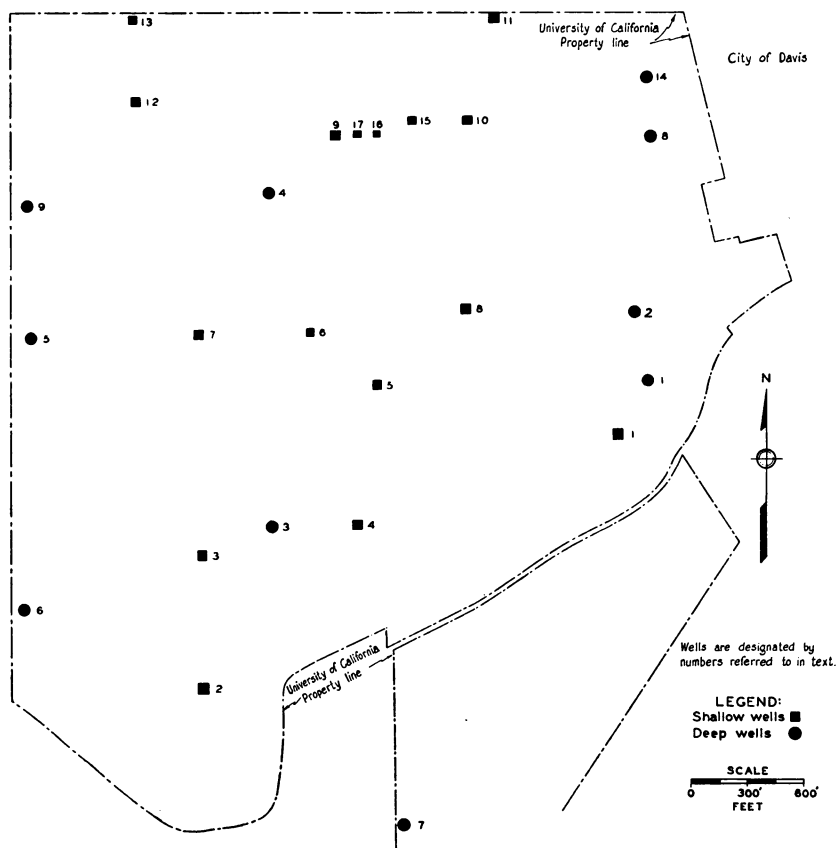 13
11
University of California
Property line
City of Davis
14
12
9 17 16 15 10
8
4
9
8
2
7
6
5
5
N
1
1
3
4
3
6
Wells are designated by
numbers referred to in text.
University of California
Property line
2
LEGEND:
Shallow wells
Deep wells
SCALE
0 300' 600'
FEET
7